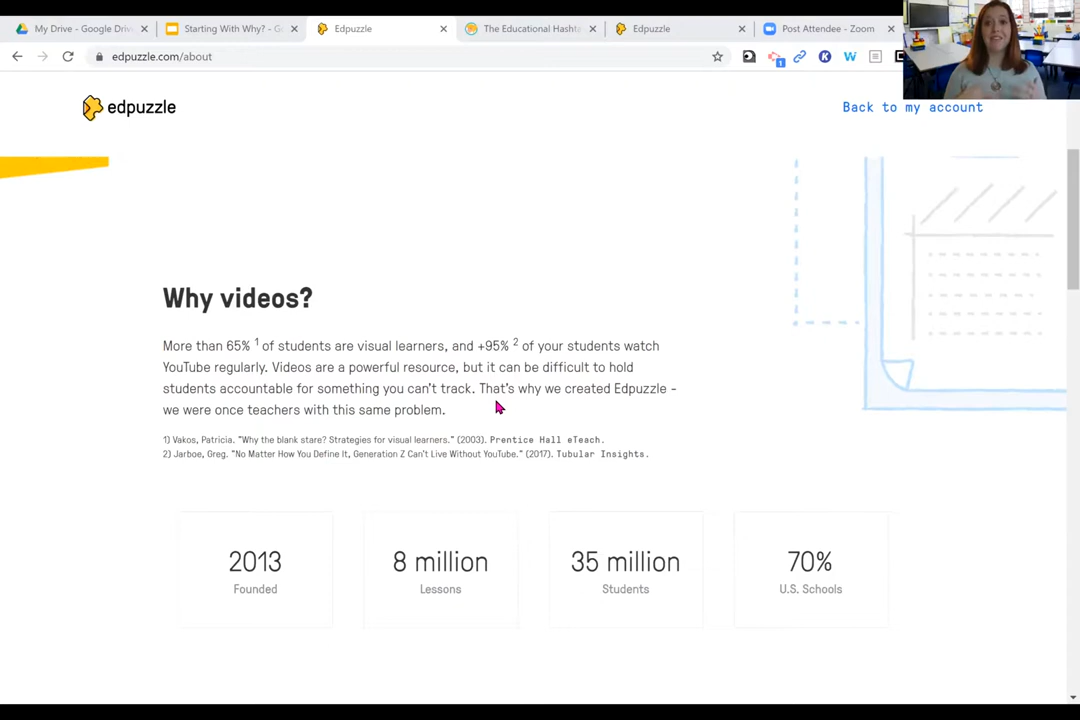 My Drive - Google Driv
Starting With Why? - G
Edpuzzle
The Educational Hashta
Edpuzzle
Post Attendee - Zoom
edpuzzle.com/about
1
K
W
edpuzzle
Back to my account
Why videos?
More than 65% 1 of students are visual learners, and +95% 2 of your students watch
YouTube regularly. Videos are a powerful resource, but it can be difficult to hold
students accountable for something you can't track. That's why we created Edpuzzle -
we were once teachers with this same problem.
1) Vakos, Patricia. "Why the blank stare? Strategies for visual learners." (2003). Prentice Hall eTeach.
2) Jarboe, Greg. "No Matter How You Define It, Generation Z Can't Live Without YouTube." (2017). Tubular Insights.
2013
Founded
8 million
Lessons
35 million
Students
70%
U.S. Schools